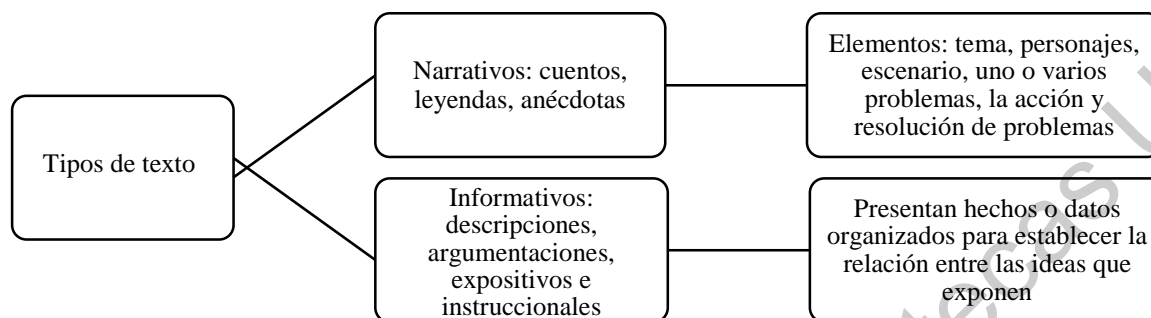 Tipos de texto
Narrativos: cuentos,
leyendas, anécdotas
Elementos: tema, personajes,
escenario, uno o varios
problemas, la acción y
resolución de problemas
Informativos:
descripciones,
argumentaciones,
expositivos e
instruccionales
Presentan hechos o datos
organizados para establecer la
relación entre las ideas que
exponen